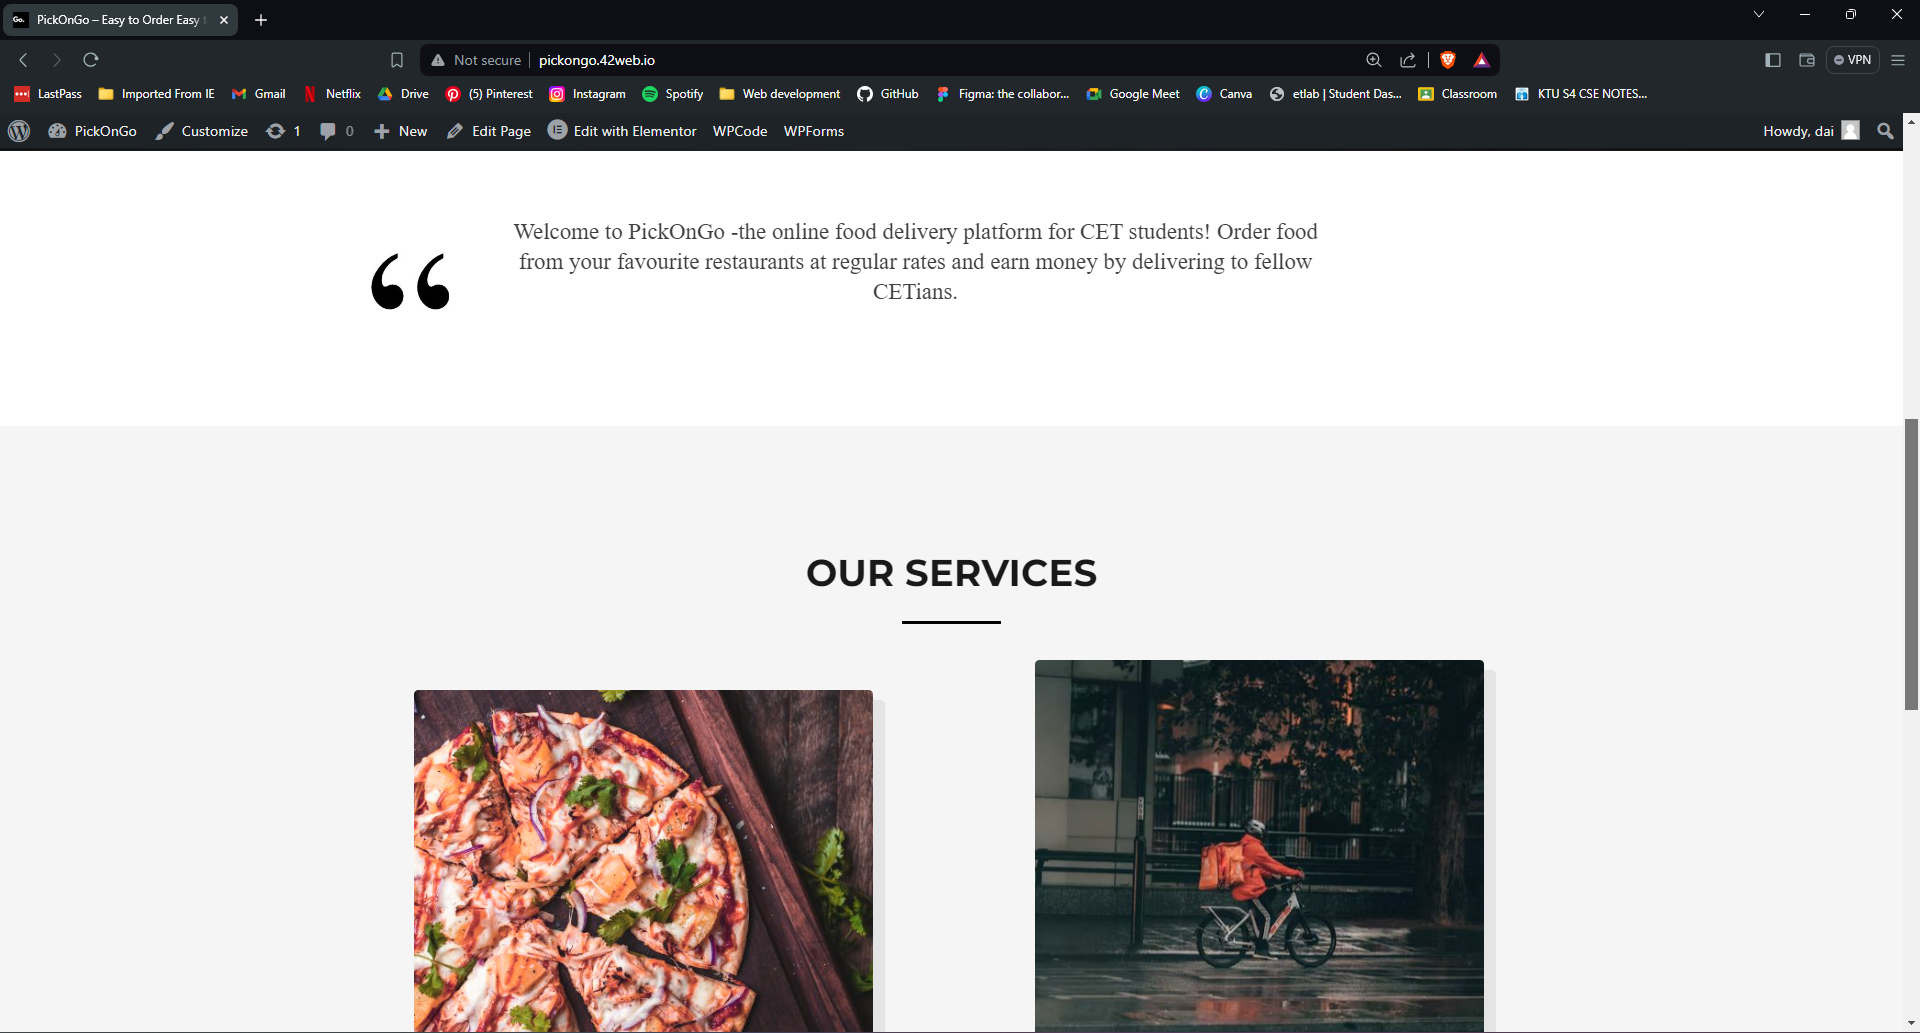 Go.
PickOnGo – Easy to Order Easy
Not secure
pickongo.42web.io
VPN
LastPass
Imported From IE
Gmail
Netflix
Drive
(5) Pinterest
Instagram
Spotify
Web development
GitHub
Figma: the collabor...
Google Meet
Canva
etlab | Student Das...
Classroom
KTU S4 CSE NOTES...
PickOnGo
Customize
1
0
New
Edit Page
Edit with Elementor
WPCode
WPForms
Howdy, dai
“
Welcome to PickOnGo -the online food delivery platform for CET students! Order food
from your favourite restaurants at regular rates and earn money by delivering to fellow
CETians.
OUR SERVICES